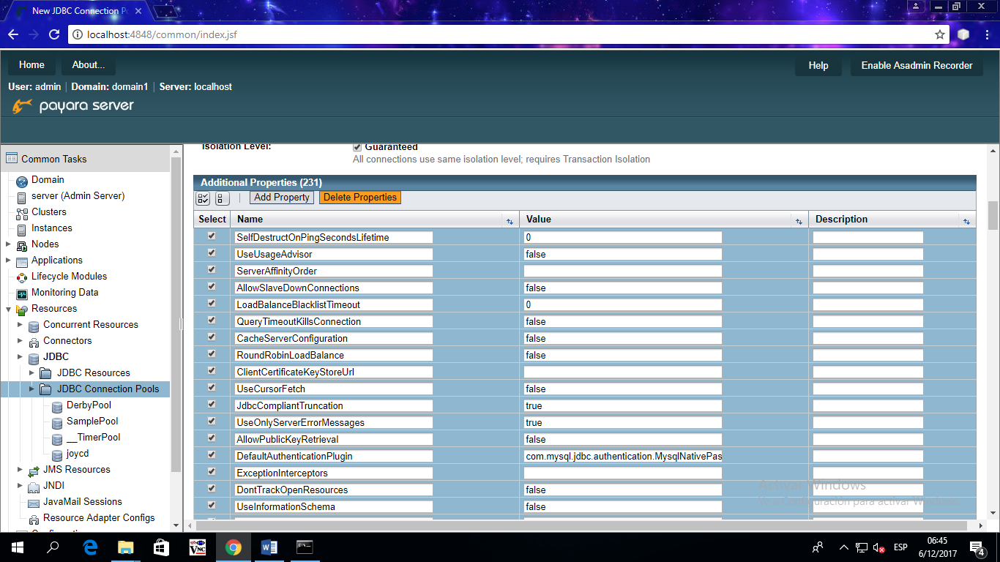 New JDBC Connection Po
localhost:4848/common/index.jsf
Home
About...
Help
Enable Asadmin Recorder
User: admin | Domain: domain1 | Server: localhost
payara server
Common Tasks
Domain
server (Admin Server)
Clusters
Instances
Nodes
Applications
Lifecycle Modules
Monitoring Data
Resources
Concurrent Resources
Connectors
JDBC
JDBC Resources
JDBC Connection Pools
DerbyPool
SamplePool
__TimerPool
joycd
JMS Resources
JNDI
JavaMail Sessions
Resource Adapter Configs
Isolation Level:
Guaranteed
All connections use same isolation level; requires Transaction Isolation
Additional Properties (231)
Add Property
Delete Properties
Select Name Value Description
SelfDestructOnPingSecondsLifetime 0
UseUsageAdvisor false
ServerAffinityOrder
AllowSlaveDownConnections false
LoadBalanceBlacklistTimeout 0
QueryTimeoutKillsConnection false
CacheServerConfiguration false
RoundRobinLoadBalance false
ClientCertificateKeyStoreUrl
UseCursorFetch false
JdbcCompliantTruncation true
UseOnlyServerErrorMessages true
AllowPublicKeyRetrieval false
DefaultAuthenticationPlugin com.mysql.jdbc.authentication.MysqlNativePas
ExceptionInterceptors
DontTrackOpenResources false
UseInformationSchema false
Activar Windows
configuración para activar Windows.
VNC
ESP
06:45
6/12/2017
4